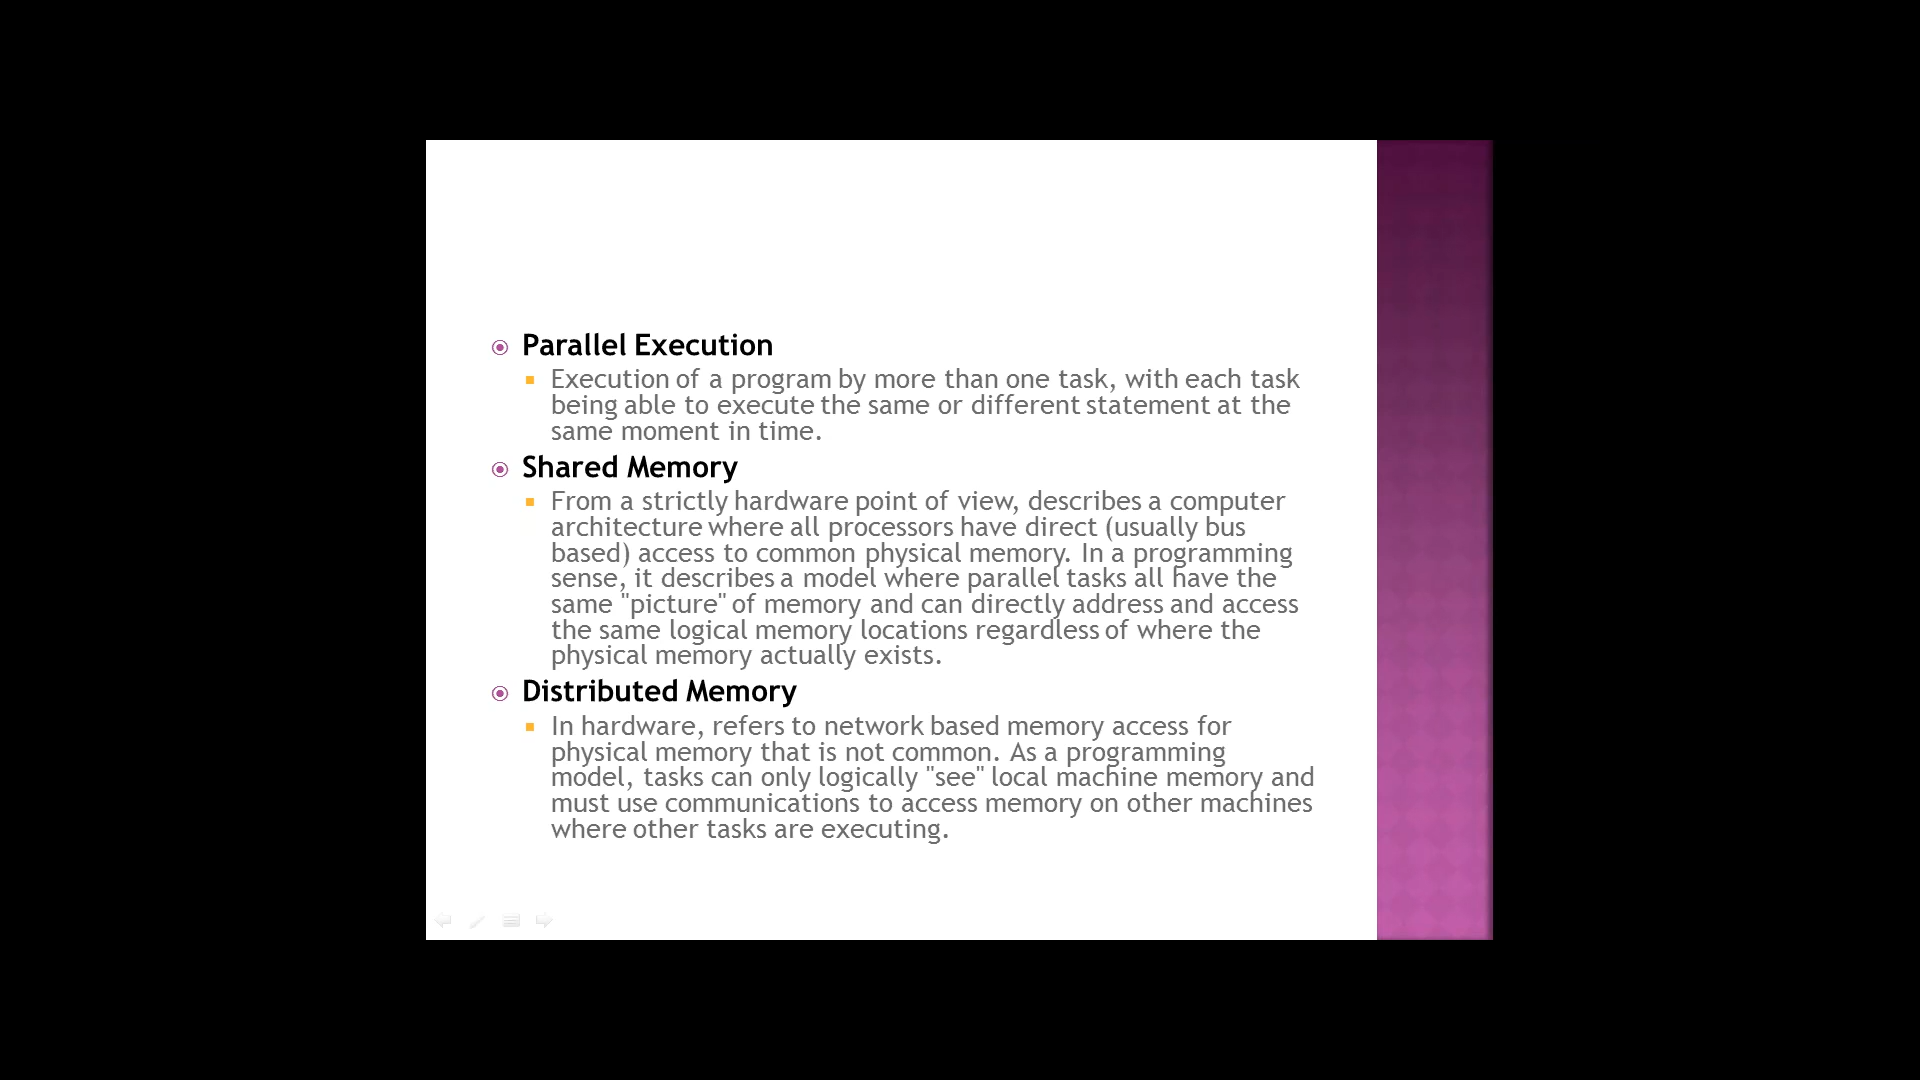 Parallel Execution
Execution of a program by more than one task, with each task
being able to execute the same or different statement at the
same moment in time.
Shared Memory
From a strictly hardware point of view, describes a computer
architecture where all processors have direct (usually bus
based) access to common physical memory. In a programming
sense, it describes a model where parallel tasks all have the
same "picture" of memory and can directly address and access
the same logical memory locations regardless of where the
physical memory actually exists.
Distributed Memory
In hardware, refers to network based memory access for
physical memory that is not common. As a programming
model, tasks can only logically "see" local machine memory and
must use communications to access memory on other machines
where other tasks are executing.